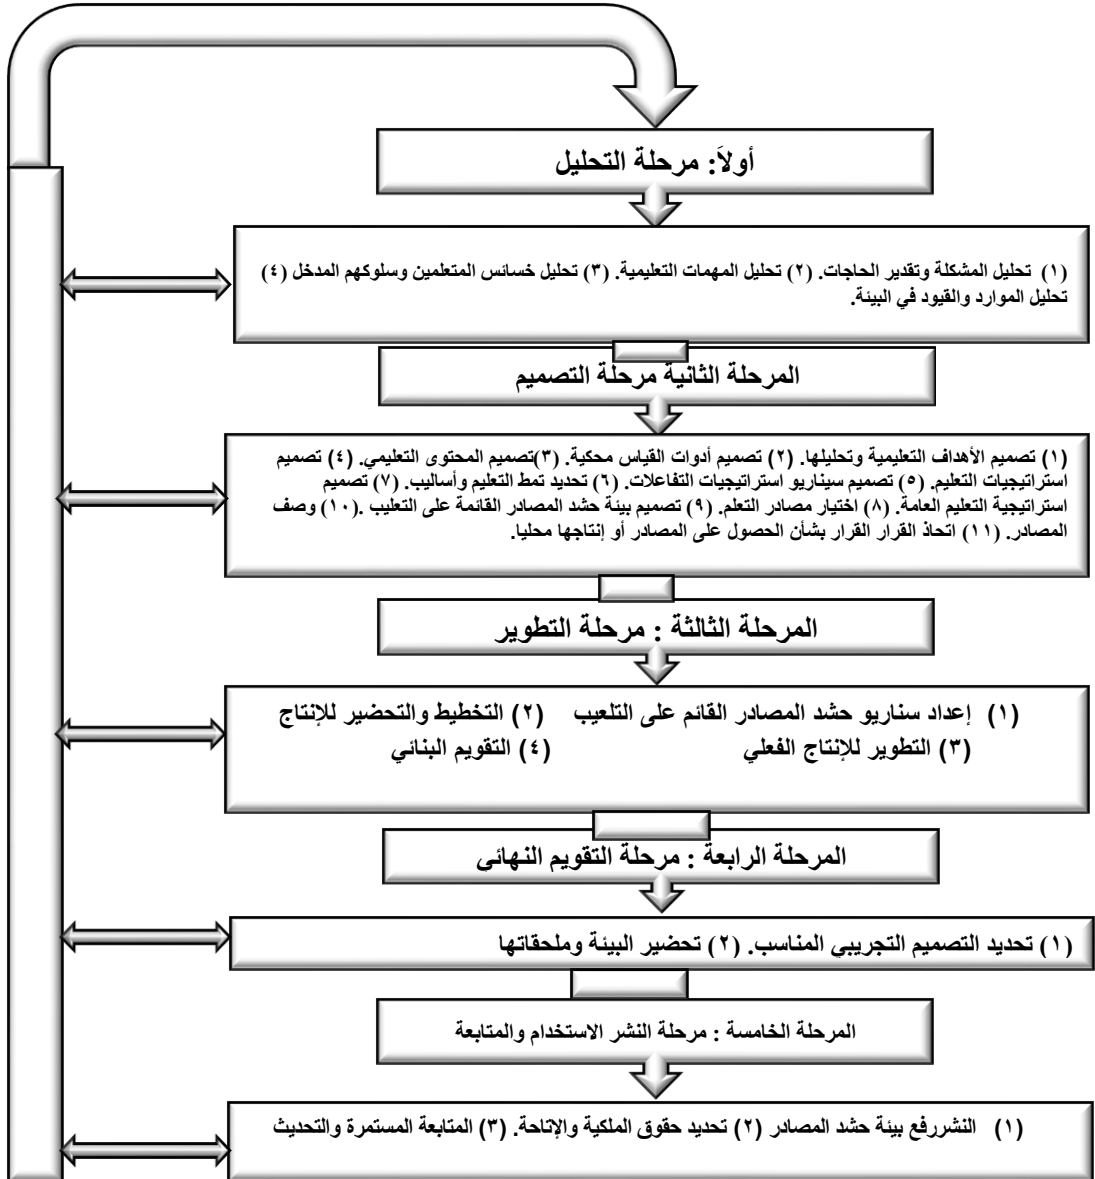 أولاَ: مرحلة التحليل
(١) تحليل المشكلة وتقدير الحاجات. (٢) تحليل المهمات التعليمية. (٣) تحليل خسائس المتعلمين وسلوكهم المدخل (٤)
تحليل الموارد والقيود في البيئة.
المرحلة الثانية مرحلة التصميم
(١) تصميم الأهداف التعليمية وتحليلها. (٢) تصميم أدوات القياس محكية. (٣)تصميم المحتوى التعليمي. (٤) تصميم
استراتيجيات التعليم. (٥) تصميم سيناريو استراتيجيات التفاعلات. (٦) تحديد تمط التعليم وأساليب. (٧) تصميم
استراتيجية التعليم العامة. (٨) اختيار مصادر التعلم. (٩) تصميم بيئة حشد المصادر القائمة على التعليب .(١٠) وصف
المصادر. (١١) اتحاذ القرار القرار بشأن الحصول على المصادر أو إنتاجها محليا.
المرحلة الثالثة : مرحلة التطوير
(١) إعداد سناريو حشد المصادر القائم على التلعيب (٢) التخطيط والتحضير للإنتاج
(٣) التطوير للإنتاج الفعلي (٤) التقويم البنائي
المرحلة الرابعة : مرحلة التقويم النهائى
(١) تحديد التصميم التجريبي المناسب. (٢) تحضير البيئة وملحقاتها
المرحلة الخامسة : مرحلة النشر الاستخدام والمتابعة
(١) النشررفع بيئة حشد المصادر (٢) تحديد حقوق الملكية والإتاحة. (٣) المتابعة المستمرة والتحديث